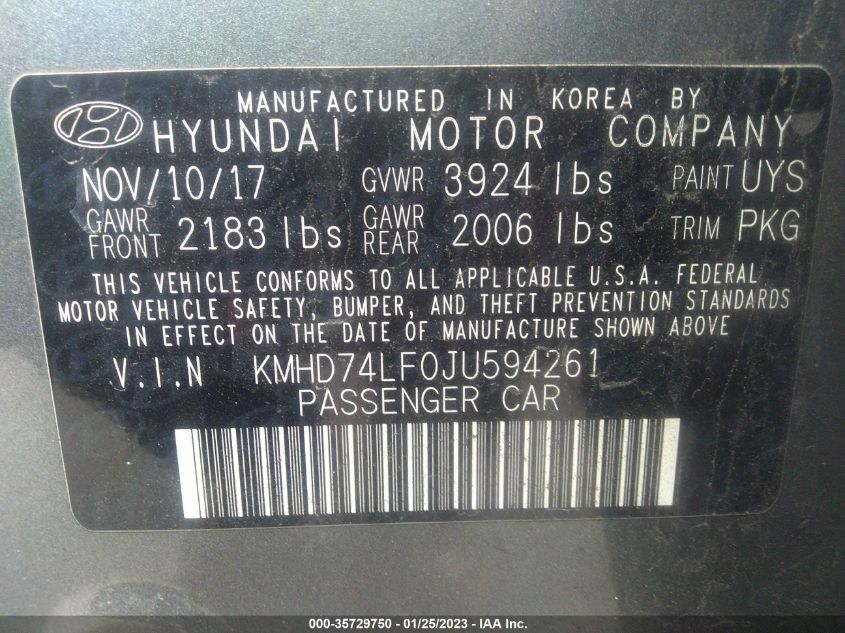 MANUFACTURED IN KOREA BY
HYUNDAI MOTOR COMPANY
NOV/10/17 GVWR 3924 lbs PAINT UYS
GAWR FRONT 2183 lbs GAWR REAR 2006 lbs TRIM PKG
THIS VEHICLE CONFORMS TO ALL APPLICABLE U.S.A. FEDERAL
MOTOR VEHICLE SAFETY, BUMPER, AND THEFT PREVENTION STANDARDS
IN EFFECT ON THE DATE OF MANUFACTURE SHOWN ABOVE
V.I.N KMHD74LF0JU594261
PASSENGER CAR
000-35729750 - 01/25/2023 - IAA Inc.